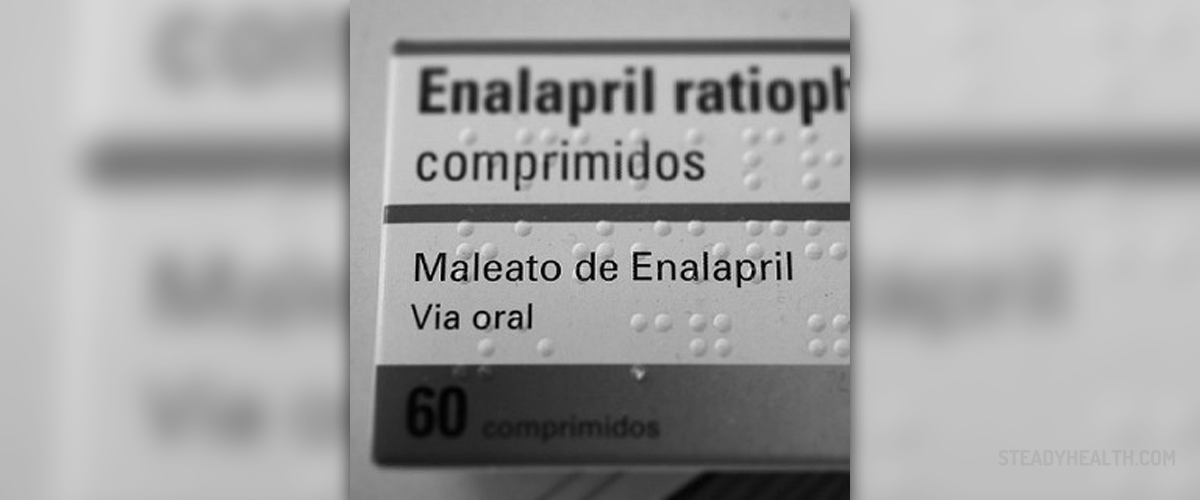 Enalapril ratioph
comprimidos
Maleato de Enalapril
Via oral
60 comprimidos
STEADYHEALTH.COM